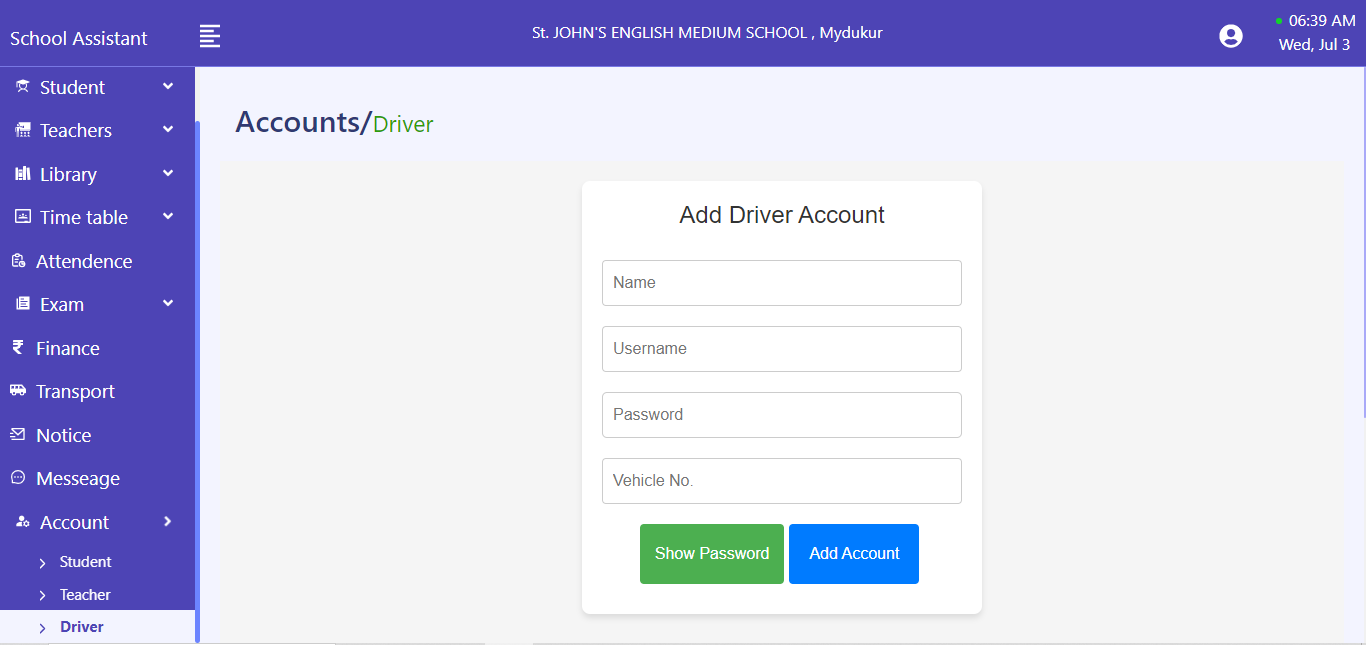 School Assistant
St. JOHN'S ENGLISH MEDIUM SCHOOL , Mydukur
06:39 AM
Wed, Jul 3
Student
Teachers
Library
Time table
Attendence
Exam
Finance
Transport
Notice
Messeage
Account
Student
Teacher
Driver
Accounts/Driver
Add Driver Account
Name
Username
Password
Vehicle No.
Show Password
Add Account